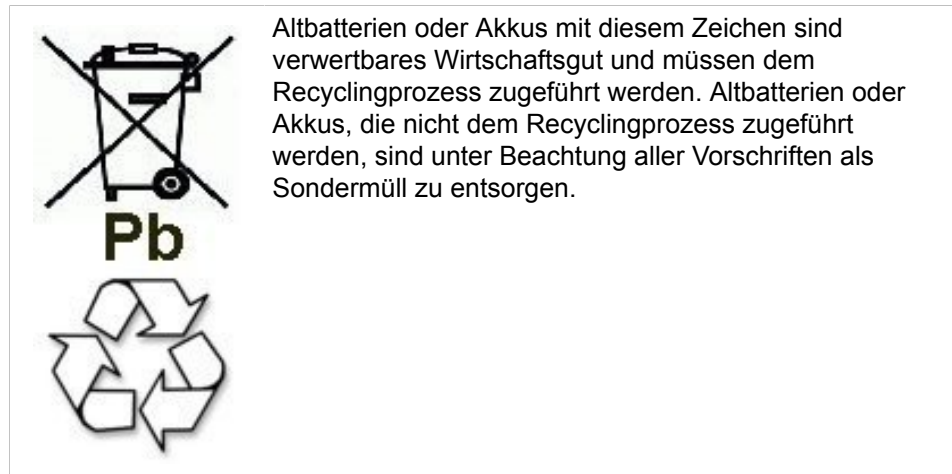 Altbatterien oder Akkus mit diesem Zeichen sind
verwertbares Wirtschaftsgut und müssen dem
Recyclingprozess zugeführt werden. Altbatterien oder
Akkus, die nicht dem Recyclingprozess zugeführt
werden, sind unter Beachtung aller Vorschriften als
Sondermüll zu entsorgen.
Pb